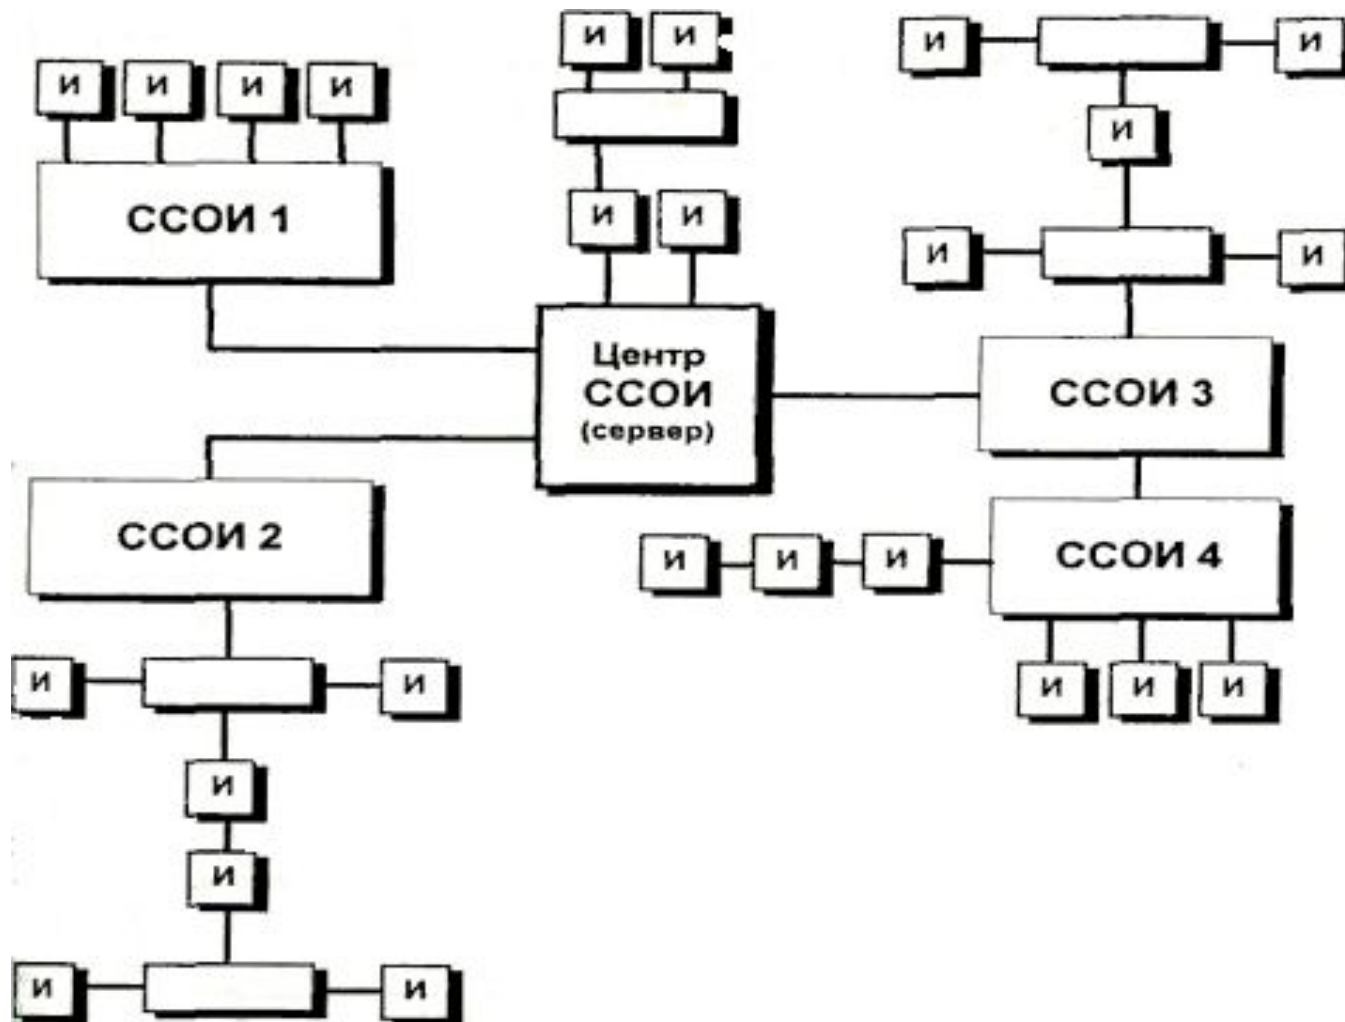 И И
И И
И И И И
И
И И
ССОИ 1
И И
Центр
ССОИ
(сервер)
ССОИ 3
ССОИ 2
И И И
ССОИ 4
И И
И И И
И
И
И И